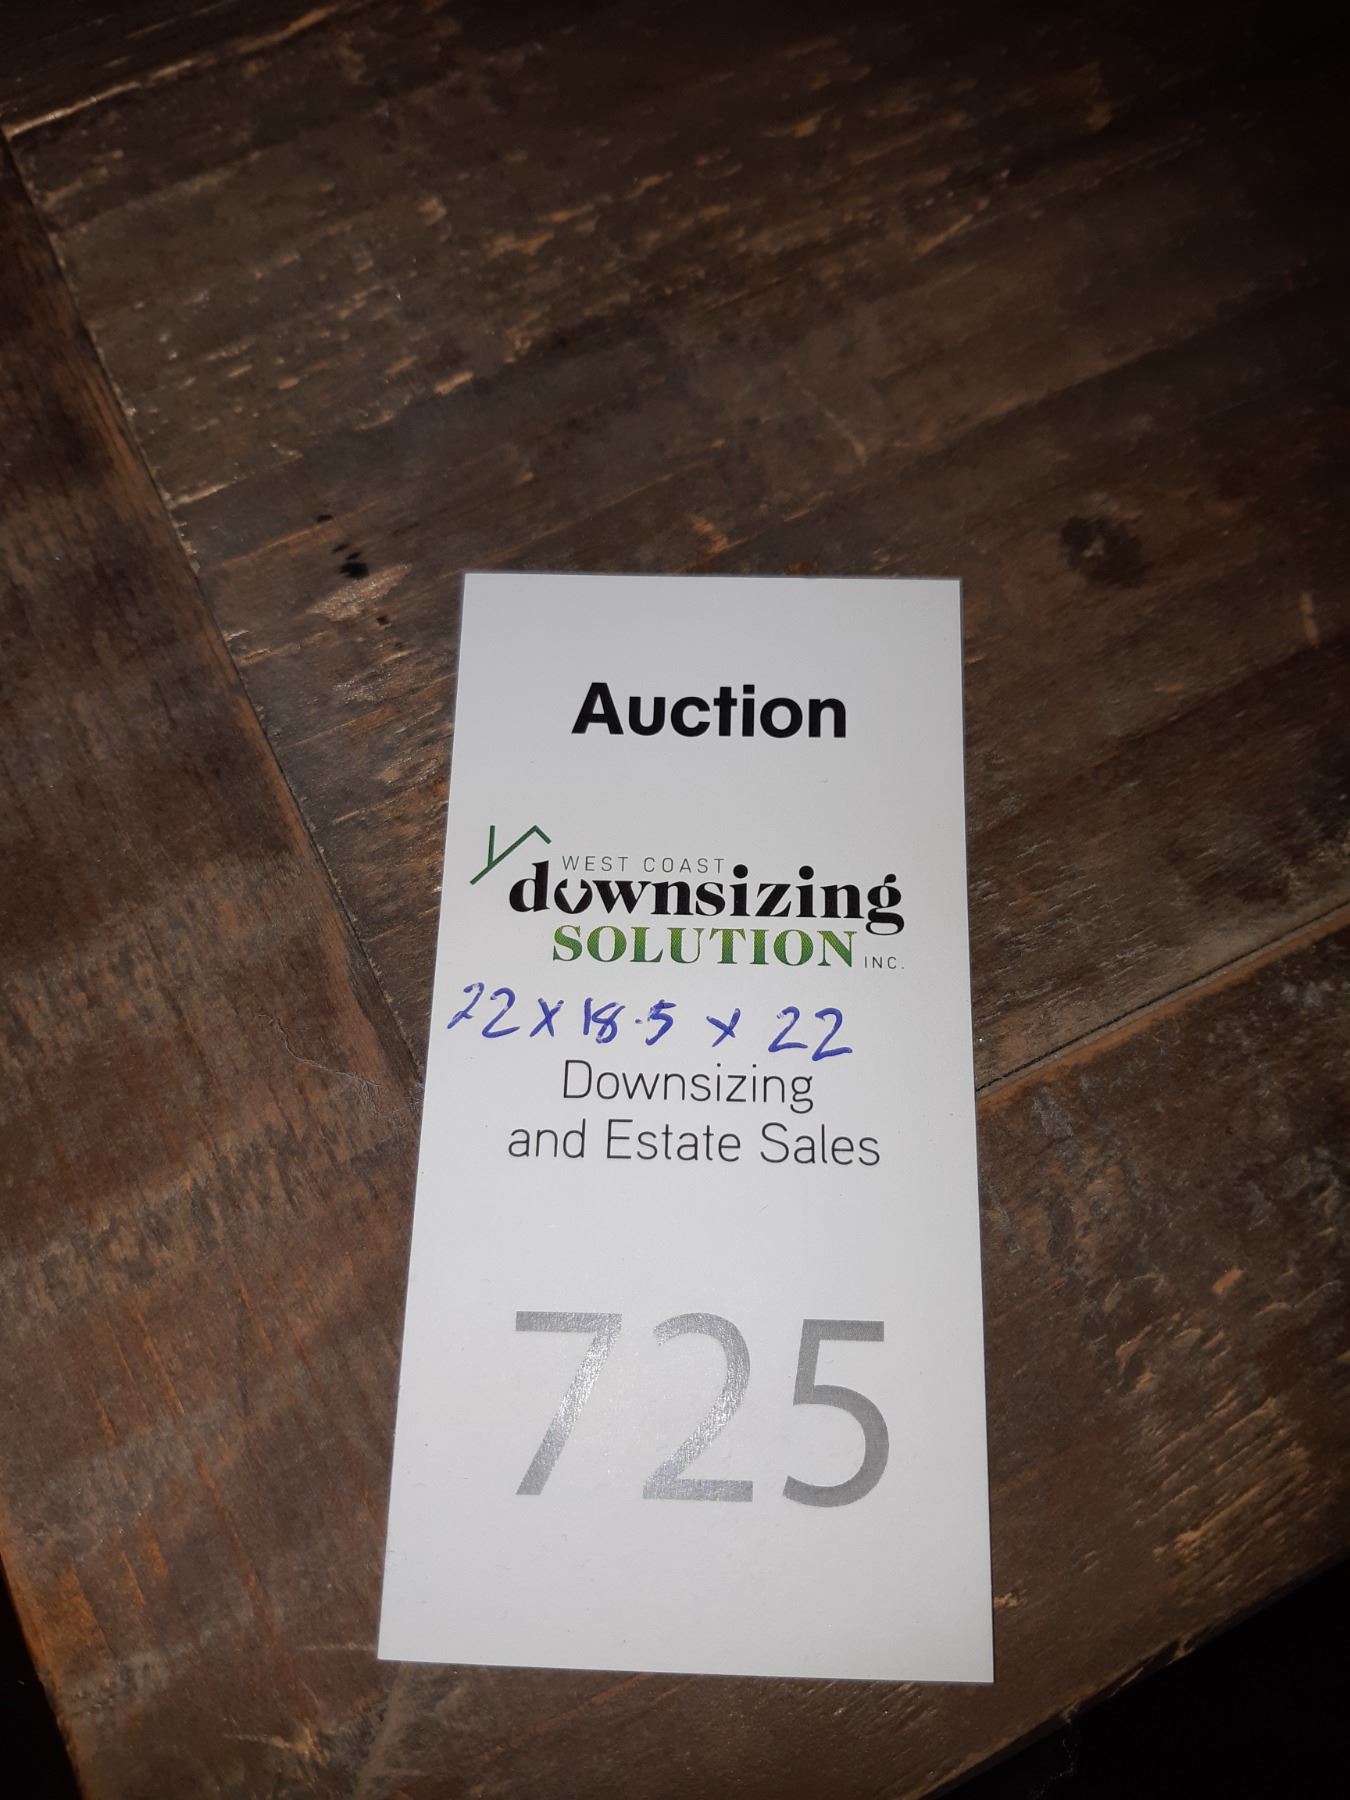 Auction
WEST COAST
downsizing
SOLUTION INC.
22 x 18.5 x 22
Downsizing
and Estate Sales
725